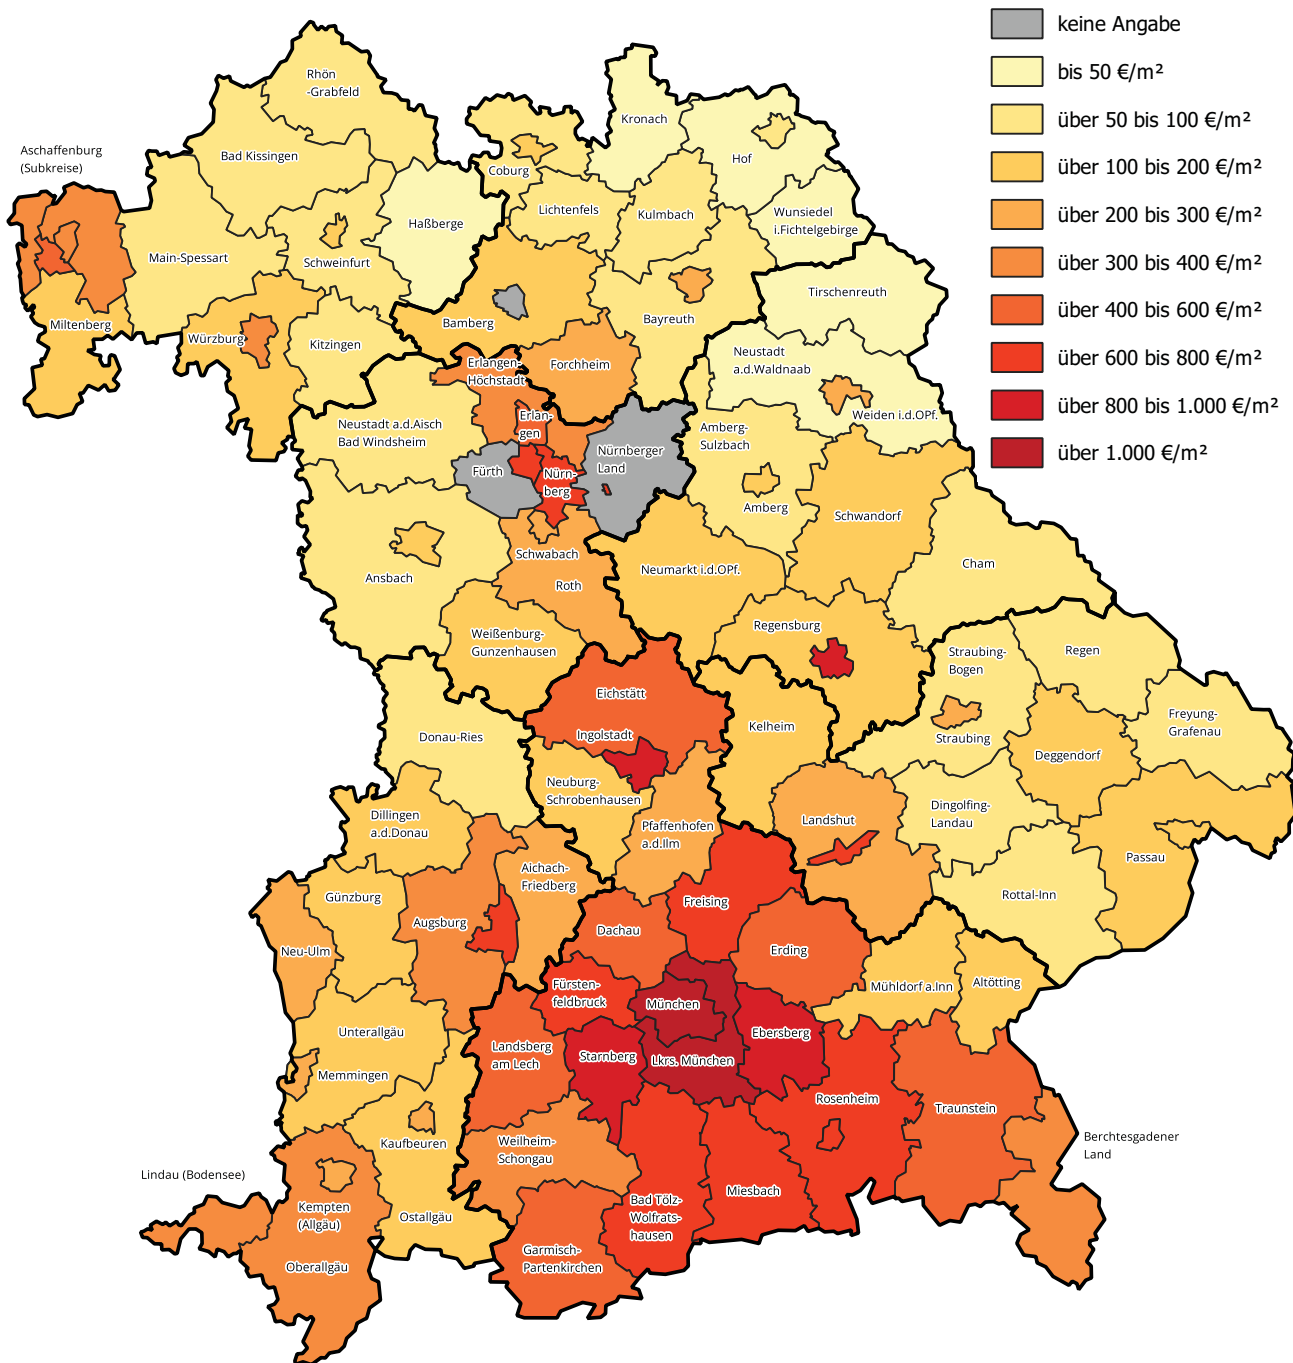 keine Angabe
bis 50 €/m²
über 50 bis 100 €/m²
über 100 bis 200 €/m²
über 200 bis 300 €/m²
über 300 bis 400 €/m²
über 400 bis 600 €/m²
über 600 bis 800 €/m²
über 800 bis 1.000 €/m²
über 1.000 €/m²
Rhön
-Grabfeld
Kronach
Aschaffenburg
(Subkreise)
Bad Kissingen
Coburg
Hof
Haßberge
Lichtenfels
Kulmbach
Wunsiedel
i.Fichtelgebirge
Main-Spessart
Schweinfurt
Tirschenreuth
Miltenberg
Würzburg
Kitzingen
Bamberg
Bayreuth
Erlangen-
Höchstadt
Forchheim
Neustadt
a.d.Waldnaab
Weiden i.d.OPf.
Neustadt a.d.Aisch
Bad Windsheim
Erlan-
gen
Amberg-
Sulzbach
Fürth
Nürn-
berg
Nürnberger
Land
Amberg
Schwandorf
Ansbach
Schwabach
Roth
Neumarkt i.d.OPf.
Cham
Weißenburg-
Gunzenhausen
Regensburg
Straubing-
Bogen
Regen
Eichstätt
Ingolstadt
Kelheim
Straubing
Freyung-
Grafenau
Donau-Ries
Deggendorf
Neuburg-
Schrobenhausen
Dillingen
a.d.Donau
Pfaffenhofen
a.d.Ilm
Landshut
Dingolfing-
Landau
Passau
Aichach-
Friedberg
Günzburg
Augsburg
Freising
Rottal-Inn
Neu-Ulm
Dachau
Erding
Fürsten-
feldbruck
München
Mühldorf a.Inn
Altötting
Unterallgäu
Landsberg
am Lech
Starnberg
Lkrs. München
Ebersberg
Memmingen
Rosenheim
Traunstein
Kaufbeuren
Weilheim-
Schongau
Berchtesgadener
Land
Lindau (Bodensee)
Kempten
(Allgäu)
Ostallgäu
Bad Tölz-
Wolfrats-
hausen
Miesbach
Oberallgäu
Garmisch-
Partenkirchen